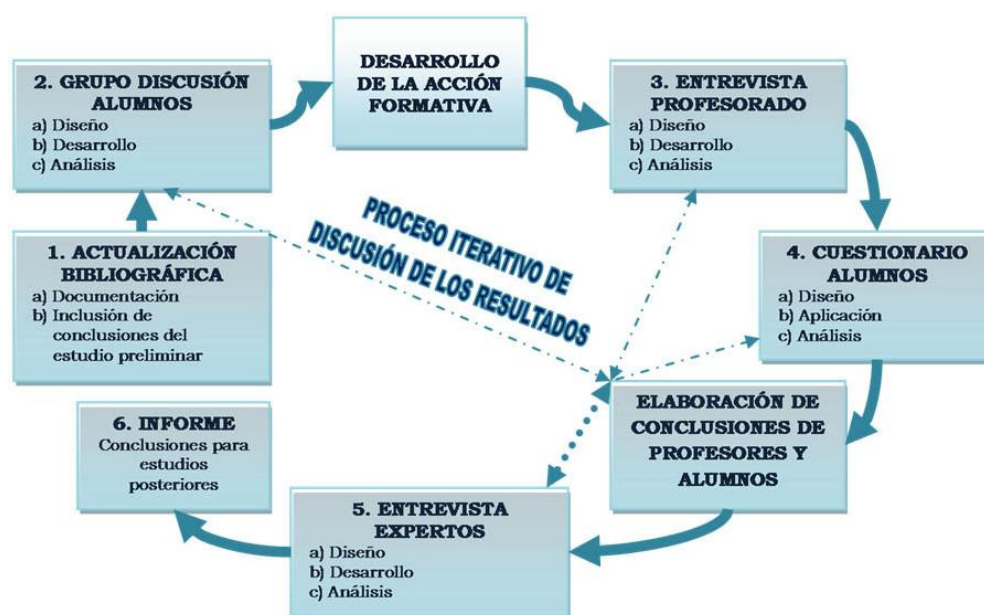 DESARROLLO
DE LA ACCIÓN
FORMATIVA
2. GRUPO DISCUSIÓN
ALUMNOS
a) Diseño
b) Desarrollo
c) Análisis
3. ENTREVISTA
PROFESORADO
a) Diseño
b) Desarrollo
c) Análisis
PROCESO ITERATIVO DE
DISCUSIÓN DE LOS RESULTADOS
1. ACTUALIZACIÓN
BIBLIOGRÁFICA
a) Documentación
b) Inclusión de
conclusiones del
estudio preliminar
4. CUESTIONARIO
ALUMNOS
a) Diseño
b) Aplicación
c) Análisis
ELABORACIÓN DE
CONCLUSIONES DE
PROFESORES Y
ALUMNOS
6. INFORME
Conclusiones para
estudios
posteriores
5. ENTREVISTA
EXPERTOS
a) Diseño
b) Desarrollo
c) Análisis